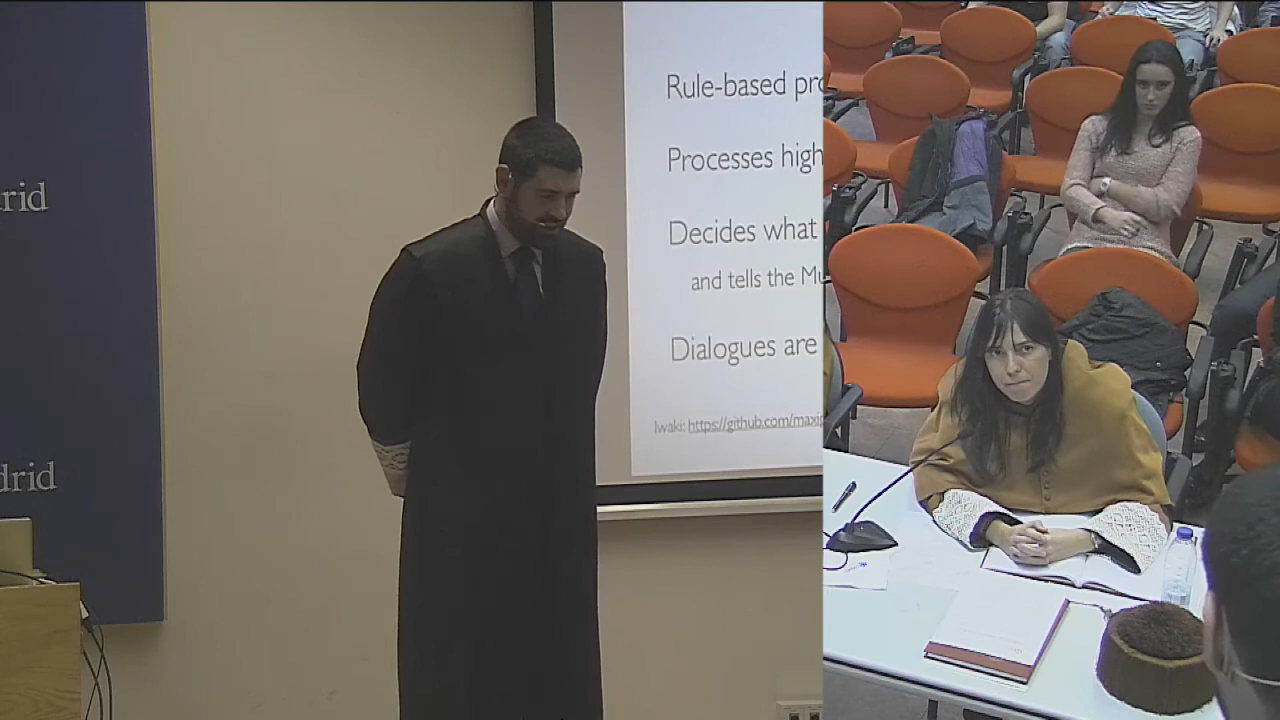 rid
drid
Rule-based pro
Processes high
Decides what
and tells the Mu
Dialogues are
Iwaki: https://github.com/maxip